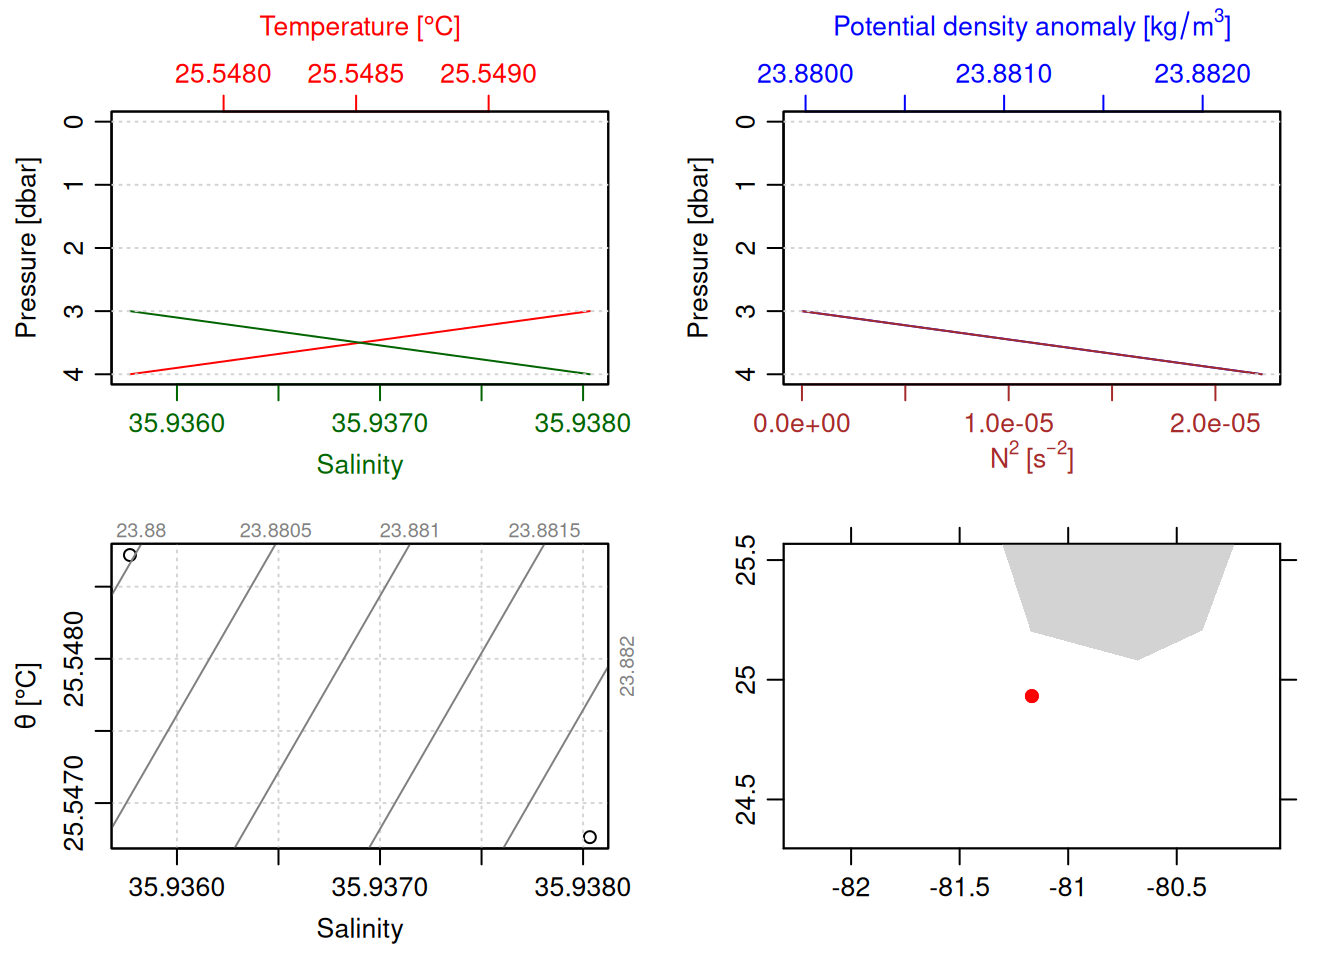 Temperature [°C]
25.5480 25.5485 25.5490
Pressure [dbar]
0
1
2
3
4
35.9360 35.9370 35.9380
Salinity
Potential density anomaly [kg/m³]
23.8800 23.8810 23.8820
Pressure [dbar]
0
1
2
3
4
0.0e+00 1.0e-05 2.0e-05
N² [s⁻²]
23.88 23.8805 23.881 23.8815
23.882
θ [°C]
25.5480
25.5470
35.9360 35.9370 35.9380
Salinity
25.5
25
24.5
-82 -81.5 -81 -80.5